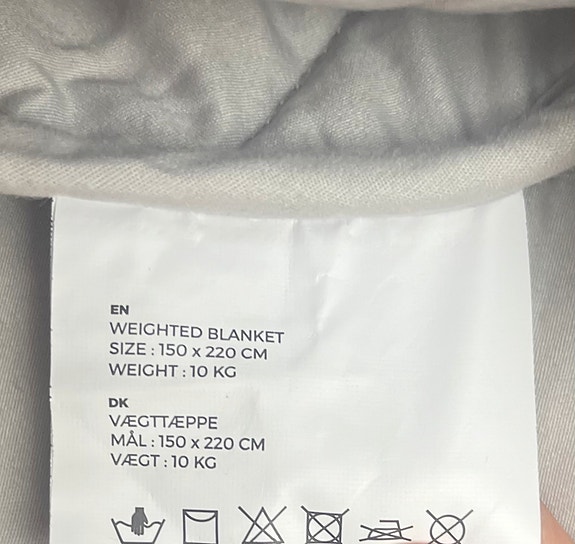 EN
WEIGHTED BLANKET
SIZE : 150 x 220 CM
WEIGHT : 10 KG
DK
VÆGTTÆPPE
MÅL : 150 x 220 CM
VÆGT : 10 KG